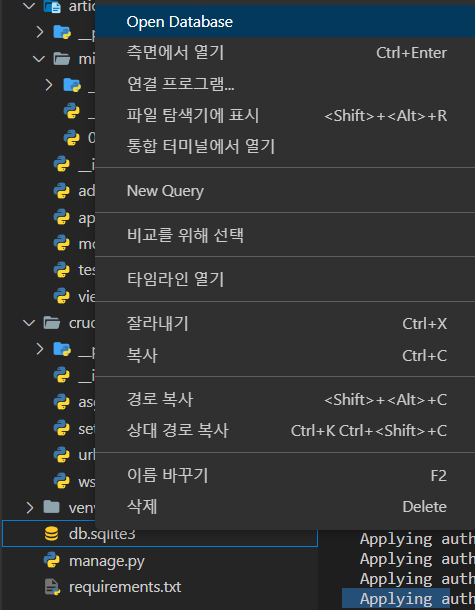 artic
Open Database
__p
측면에서 열기 Ctrl+Enter
mi
연결 프로그램...
파일 탐색기에 표시 <Shift>+<Alt>+R
0
통합 터미널에서 열기
__i
ad
New Query
ap
mo
비교를 위해 선택
tes
타임라인 열기
vie
crud
잘라내기 Ctrl+X
__p
복사 Ctrl+C
__i
경로 복사 <Shift>+<Alt>+C
asg
상대 경로 복사 Ctrl+K Ctrl+<Shift>+C
set
url
이름 바꾸기 F2
ws
삭제 Delete
venv
db.sqlite3
Applying auth
manage.py
Applying auth
Applying auth
requirements.txt
Applying auth